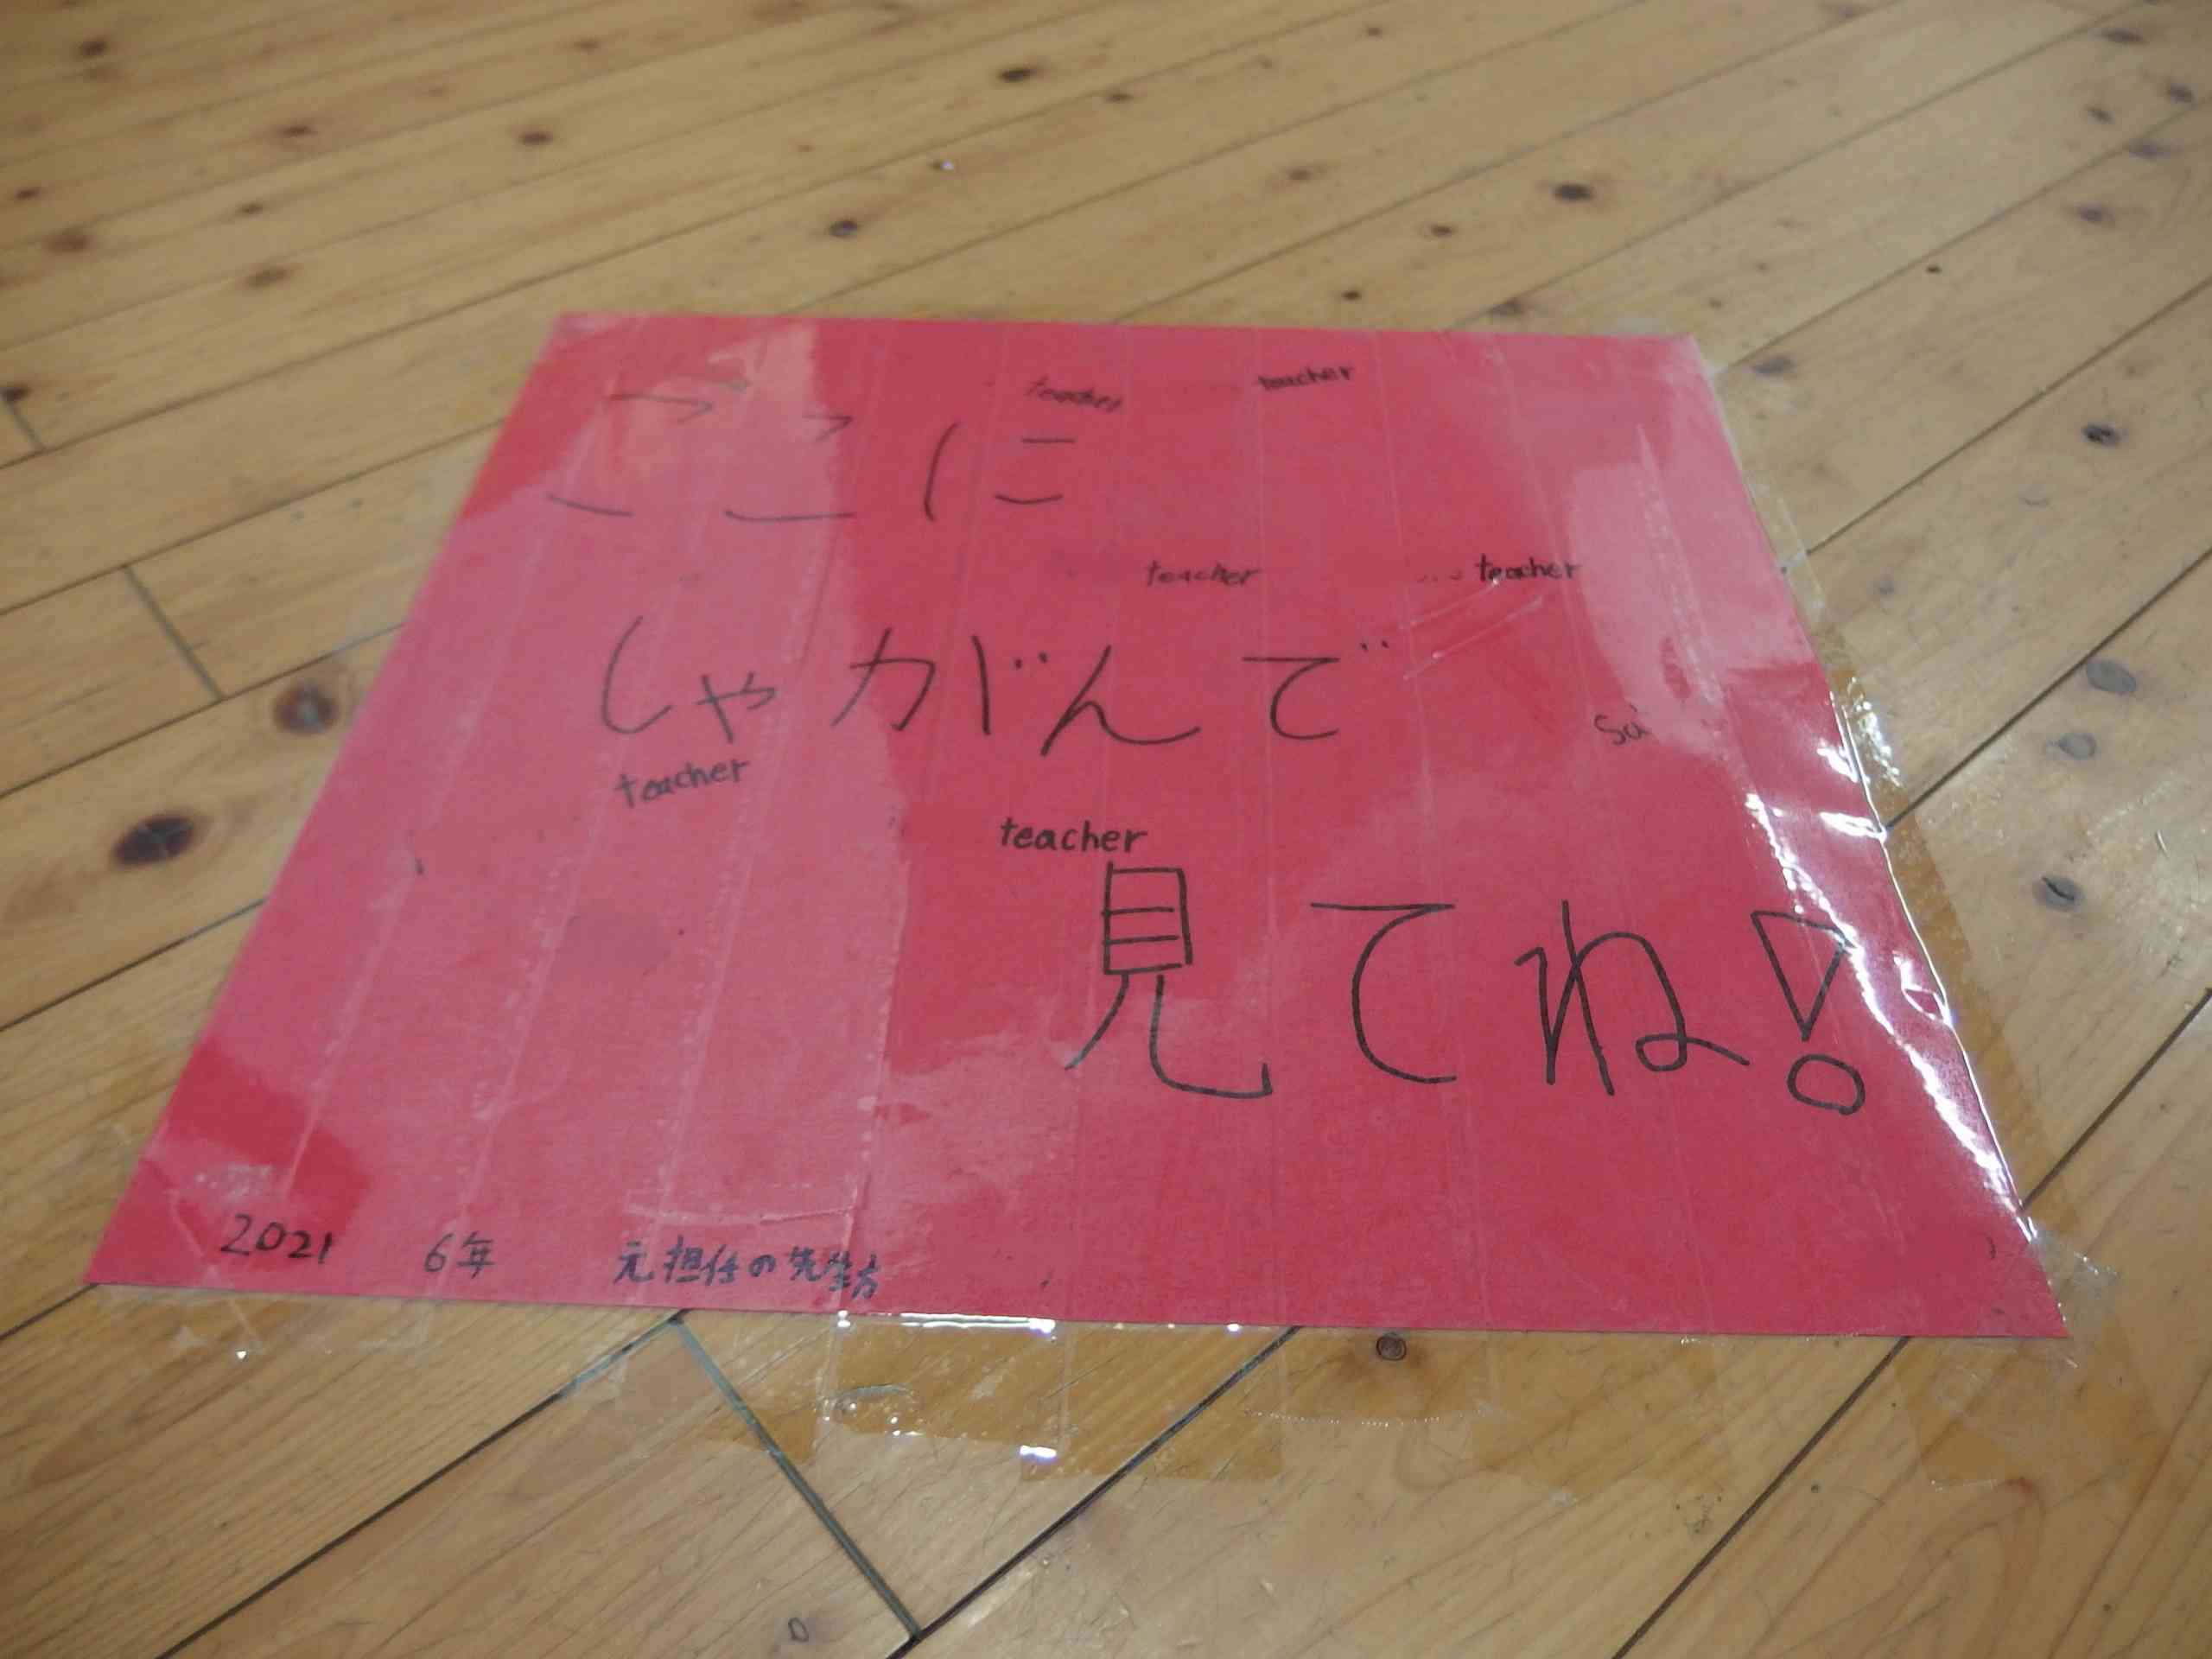 teacher teacher
ここに
teacher teacher
しゃがんで
teacher
teacher
見てね!
2021 6年 元担任の先生方